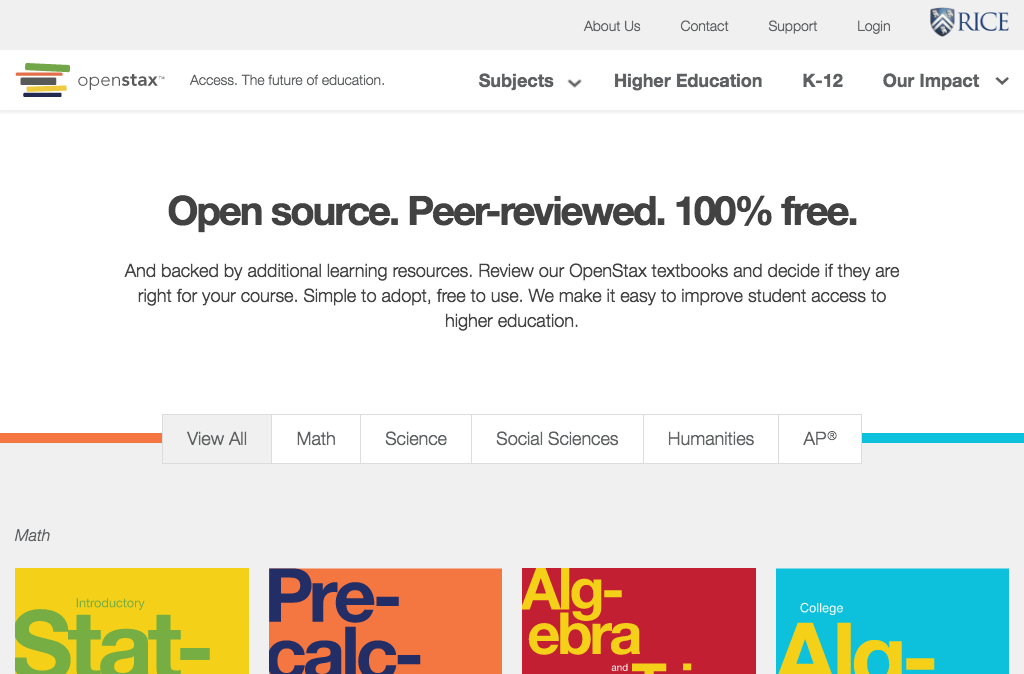 About Us Contact Support Login RICE
openstax™ Access. The future of education. Subjects Higher Education K-12 Our Impact
Open source. Peer-reviewed. 100% free.
And backed by additional learning resources. Review our OpenStax textbooks and decide if they are
right for your course. Simple to adopt, free to use. We make it easy to improve student access to
higher education.
View All Math Science Social Sciences Humanities AP®
Math
Introductory
Stat-
Pre-
calc-
Alg-
ebra
and
College
Alg-